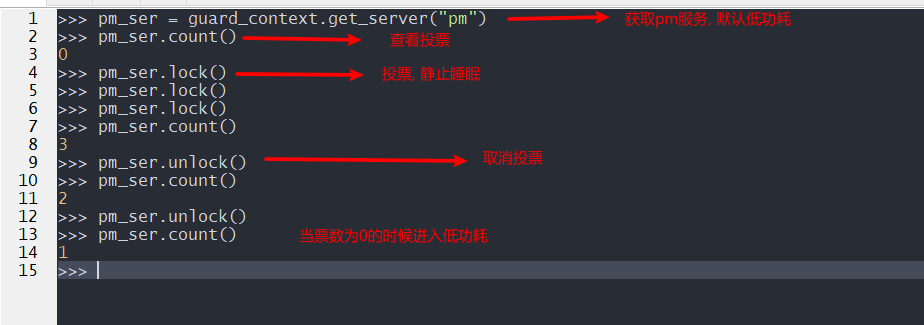 1 >>> pm_ser = guard_context.get_server("pm") 获取pm服务, 默认低功耗
2 >>> pm_ser.count() 查看投票
3 0
4 >>> pm_ser.lock() 投票, 静止睡眠
5 >>> pm_ser.lock()
6 >>> pm_ser.lock()
7 >>> pm_ser.count()
8 3
9 >>> pm_ser.unlock() 取消投票
10 >>> pm_ser.count()
11 2
12 >>> pm_ser.unlock()
13 >>> pm_ser.count() 当票数为0的时候进入低功耗
14 1
15 >>>